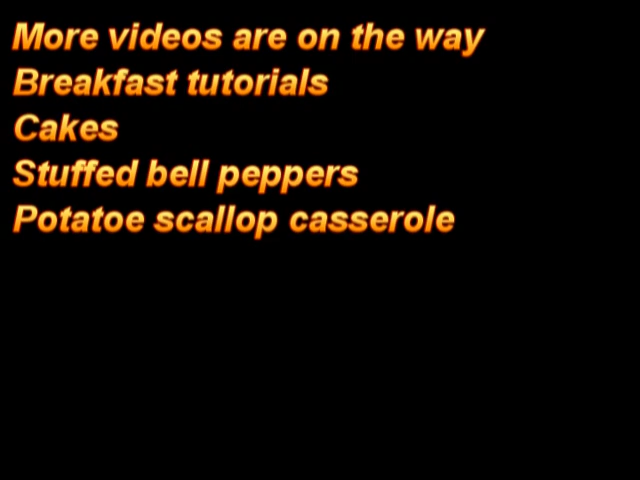 More videos are on the way
Breakfast tutorials
Cakes
Stuffed bell peppers
Potatoe scallop casserole